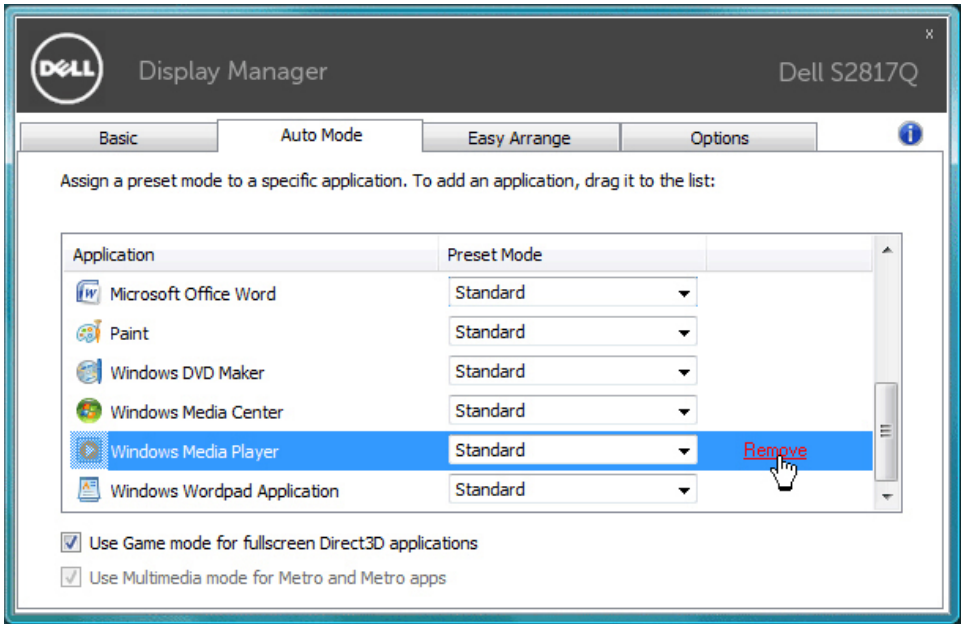 x
DELL
Display Manager
Dell S2817Q
Basic
Auto Mode
Easy Arrange
Options
i
Assign a preset mode to a specific application. To add an application, drag it to the list:
Application
Preset Mode
Microsoft Office Word
Standard
Paint
Standard
Windows DVD Maker
Standard
Windows Media Center
Standard
Windows Media Player
Standard
Remove
Windows Wordpad Application
Standard
Use Game mode for fullscreen Direct3D applications
Use Multimedia mode for Metro and Metro apps